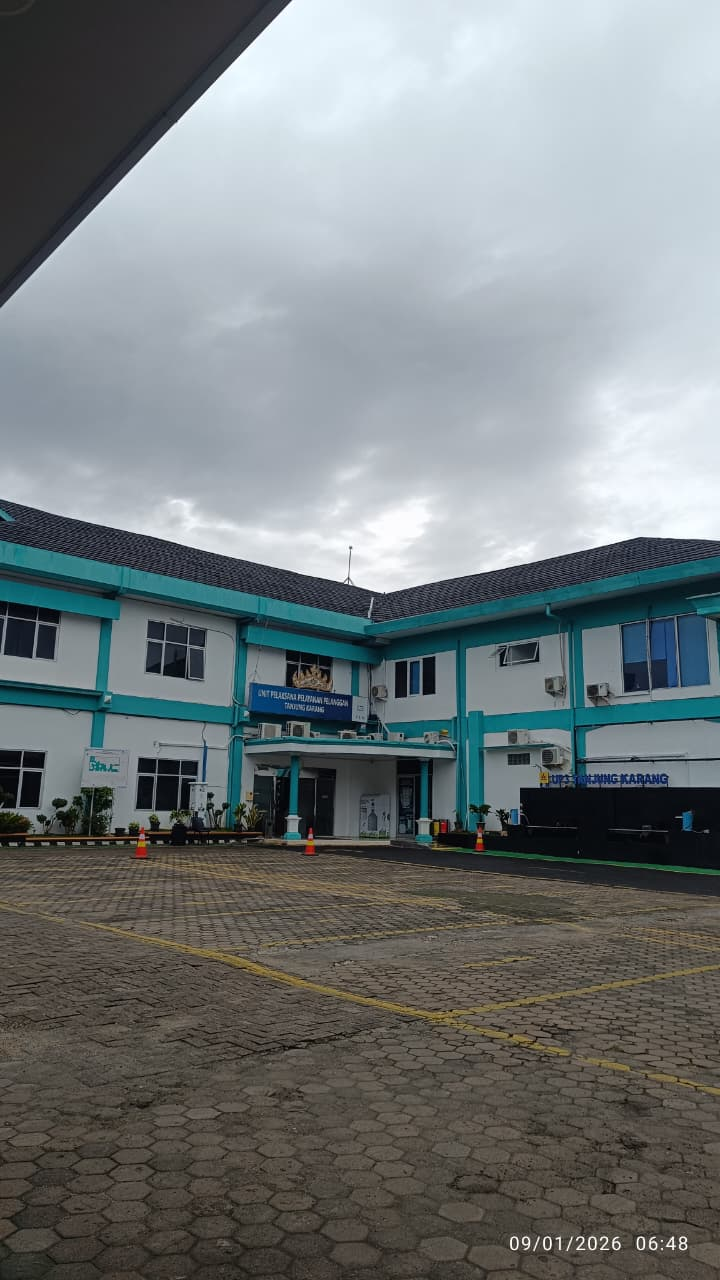 UNIT PELAKSANA PELAYANAN PELANGGAN
TANJUNG KARANG
UP3 TANJUNG KARANG
09/01/2026 06:48